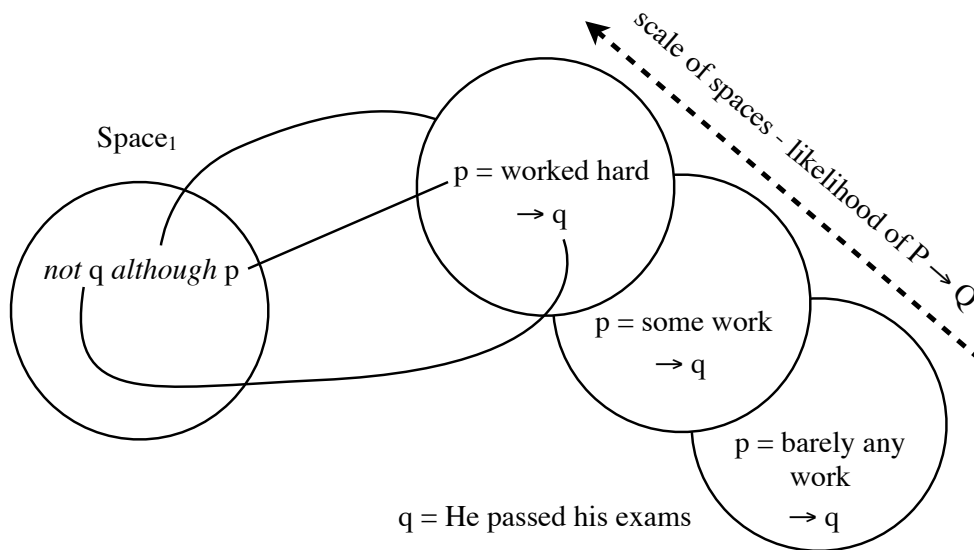 Space₁
not q although p
p = worked hard
→ q
p = some work
→ q
p = barely any
work
→ q
scale of spaces - likelihood of P → Q
q = He passed his exams